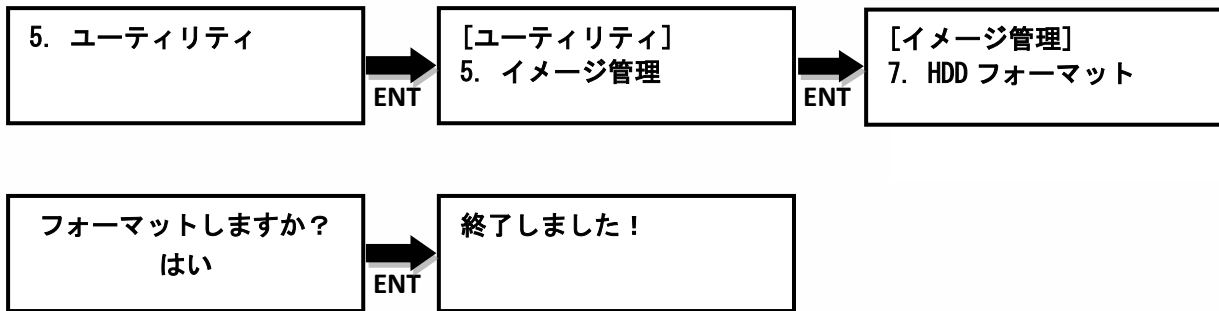 5. ユーティリティ
ENT
[ユーティリティ]
5. イメージ管理
ENT
[イメージ管理]
7. HDD フォーマット
フォーマットしますか？
はい
ENT
終了しました！